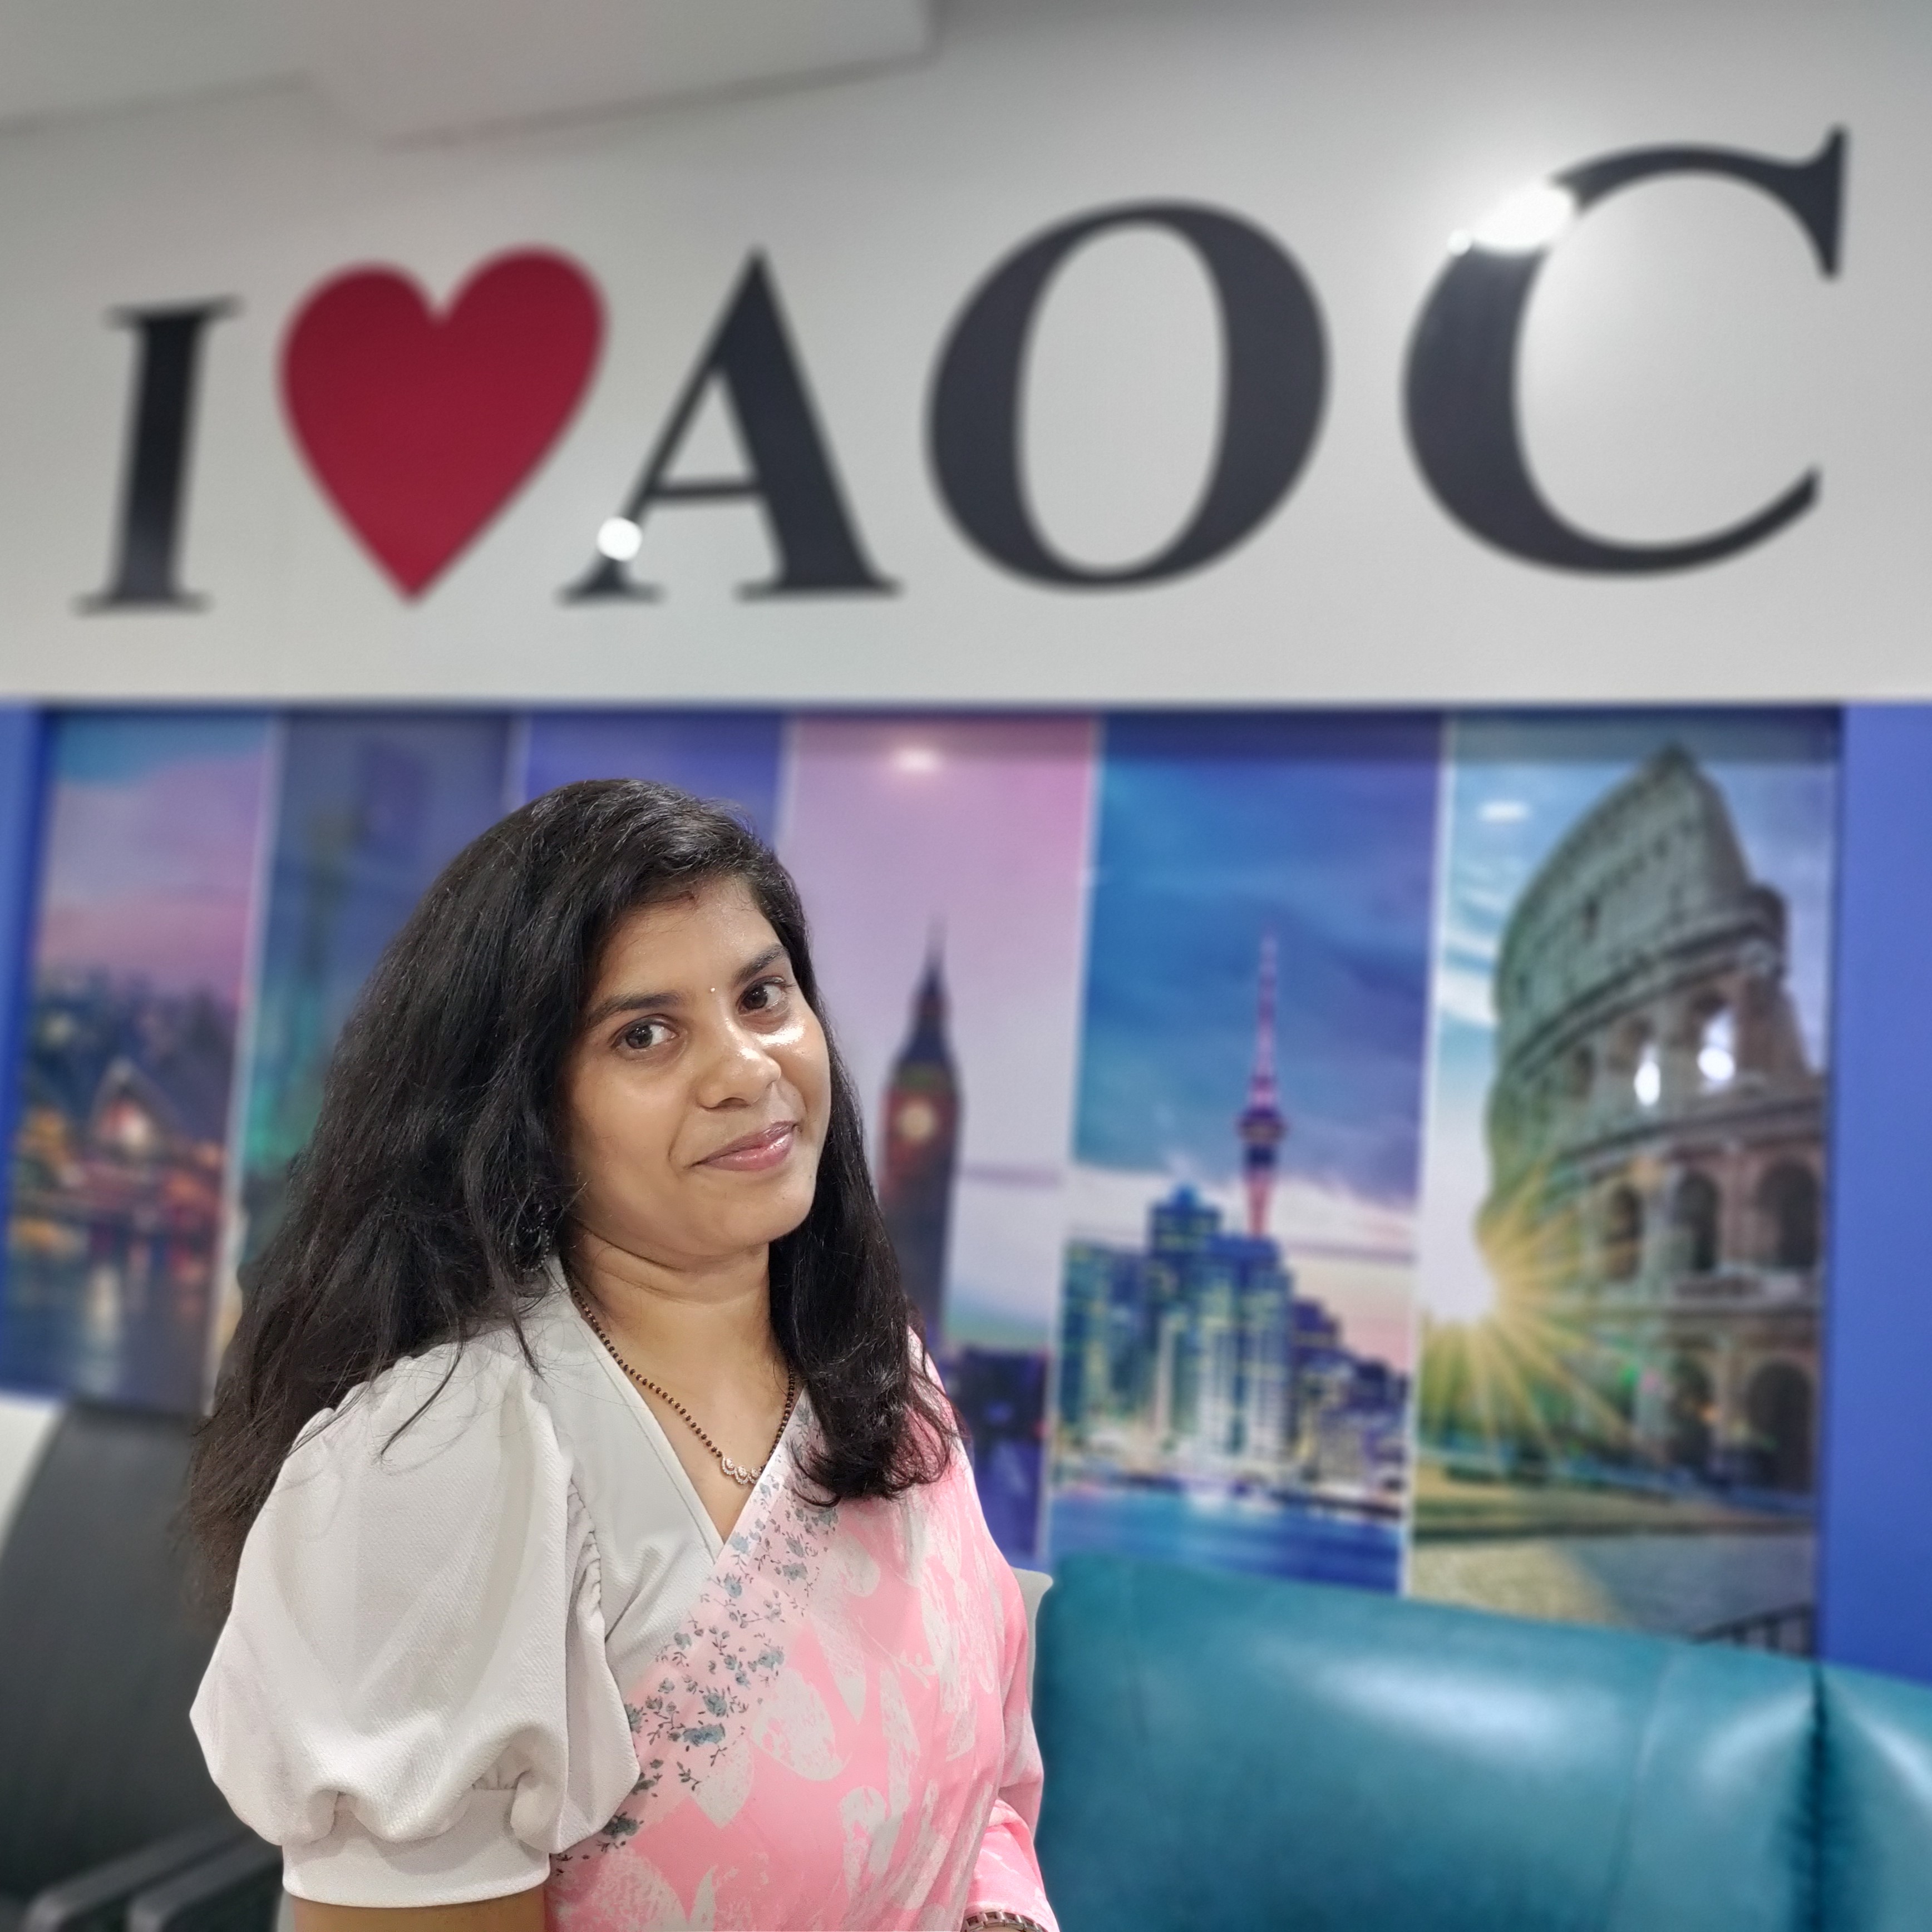 I ❤ AOC